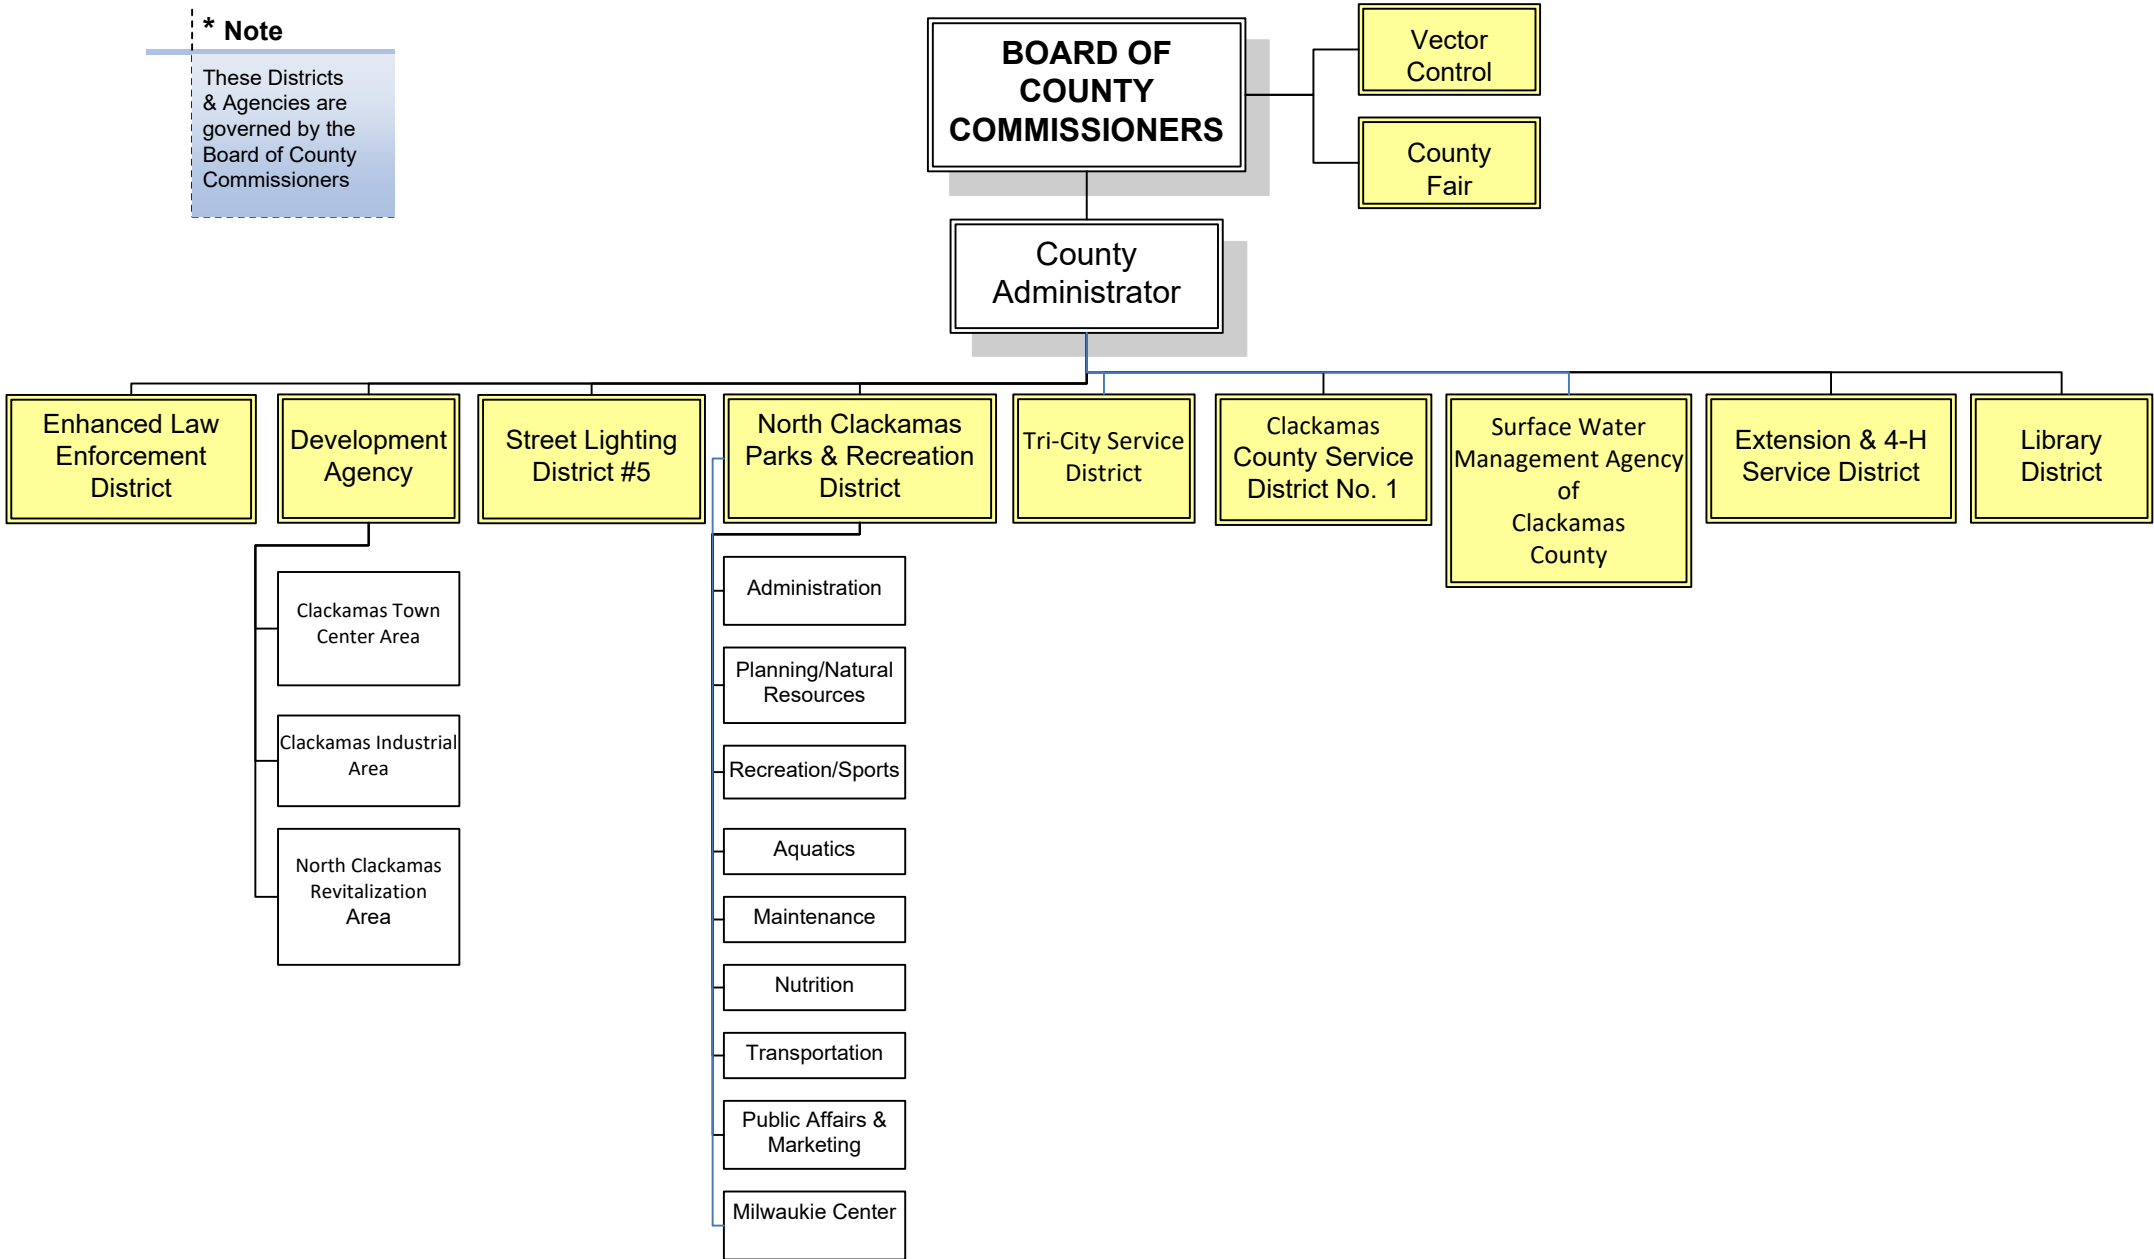 * Note
These Districts
& Agencies are
governed by the
Board of County
Commissioners
BOARD OF
COUNTY
COMMISSIONERS
Vector
Control
County
Fair
County
Administrator
Enhanced Law
Enforcement
District
Development
Agency
Street Lighting
District #5
North Clackamas
Parks & Recreation
District
Tri-City Service
District
Clackamas
County Service
District No. 1
Surface Water
Management Agency
of
Clackamas
County
Extension & 4-H
Service District
Library
District
Clackamas Town
Center Area
Clackamas Industrial
Area
North Clackamas
Revitalization
Area
Administration
Planning/Natural
Resources
Recreation/Sports
Aquatics
Maintenance
Nutrition
Transportation
Public Affairs &
Marketing
Milwaukie Center